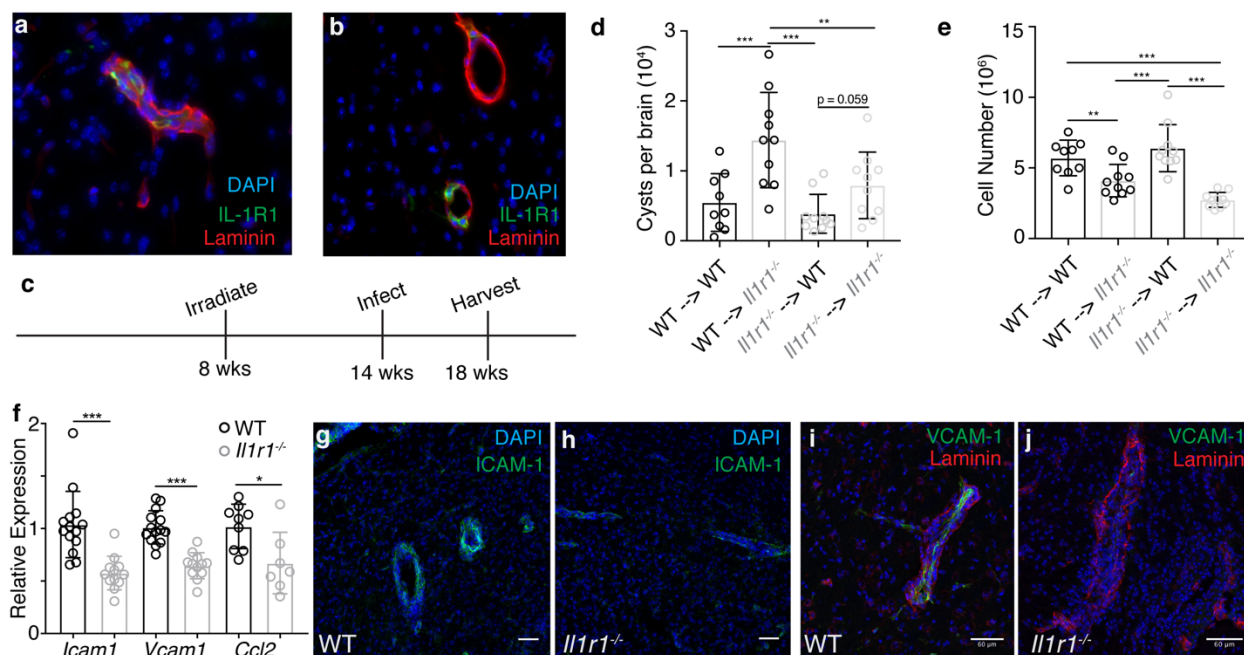 a
DAPI
IL-1R1
Laminin
b
DAPI
IL-1R1
Laminin
c
Irradiate
Infect
Harvest
8 wks
14 wks
18 wks
d
Cysts per brain (10⁴)
3
2
1
0
***
***
**
p = 0.059
WT --> WT
WT --> Il1r1-/-
Il1r1-/- --> WT
Il1r1-/- --> Il1r1-/-
e
Cell Number (10⁶)
15
10
5
0
***
***
***
**
WT --> WT
WT --> Il1r1-/-
Il1r1-/- --> WT
Il1r1-/- --> Il1r1-/-
f
Relative Expression
2
1
0
***
***
*
WT
Il1r1-/-
Icam1
Vcam1
Ccl2
g
DAPI
ICAM-1
WT
h
DAPI
ICAM-1
Il1r1-/-
i
VCAM-1
Laminin
WT
60 µm
j
VCAM-1
Laminin
Il1r1-/-
60 µm